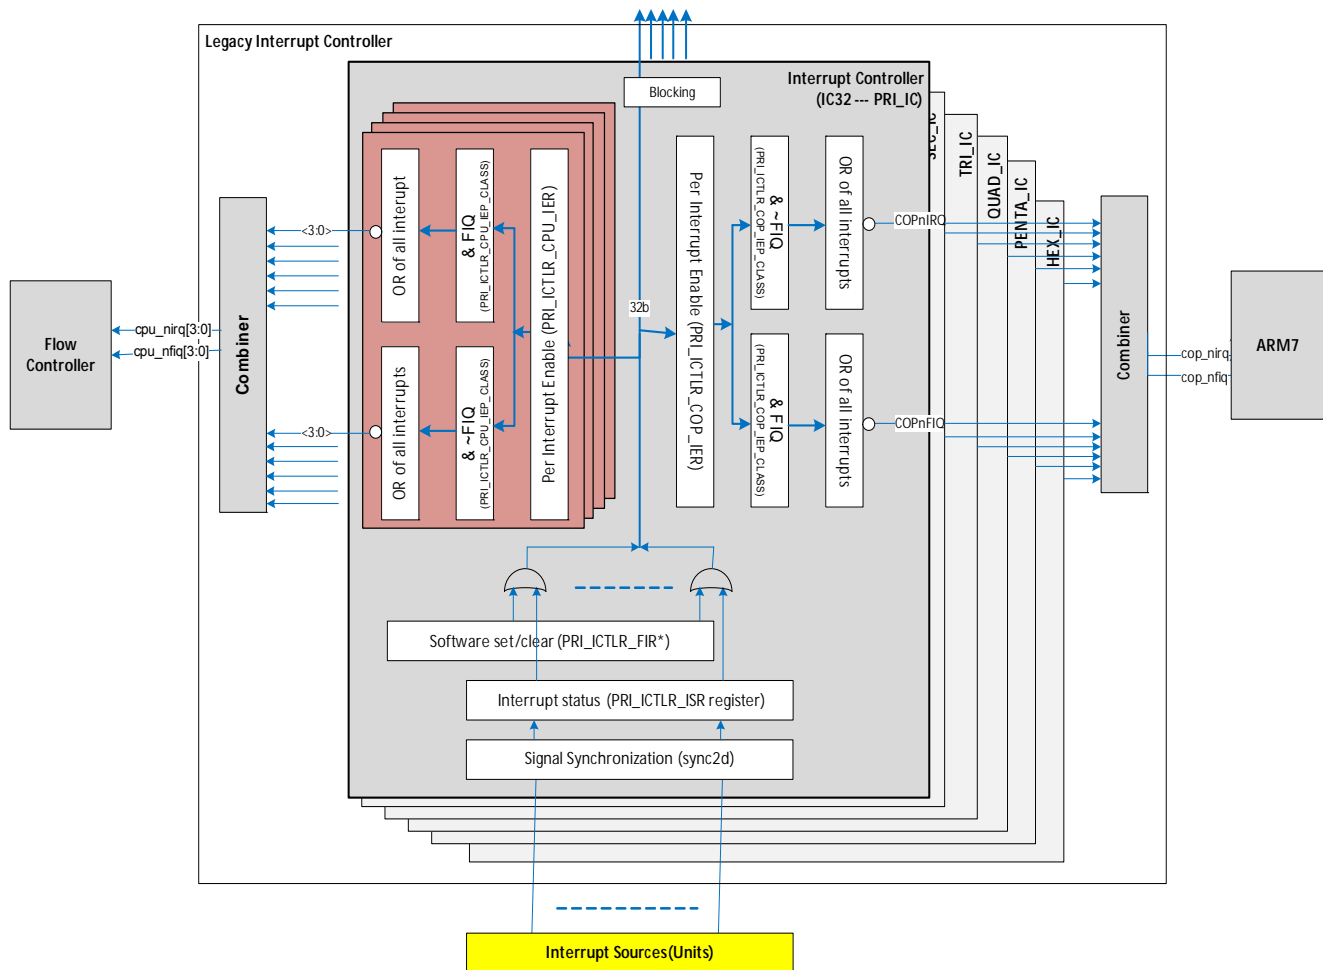 Legacy Interrupt Controller
Interrupt Controller
(IC32 --- PRI_IC)
Blocking
SEC_IC
TRI_IC
QUAD_IC
PENTA_IC
HEX_IC
OR of all interrupt
& FIQ
(PRI_ICTLR_CPU_IEP_CLASS)
Per Interrupt Enable (PRI_ICTLR_CPU_IER)
OR of all interrupts
& ~FIQ
(PRI_ICTLR_CPU_IEP_CLASS)
<3:0>
<3:0>
Combiner
cpu_nirq[3:0]
cpu_nfiq[3:0]
Flow
Controller
32b
Per Interrupt Enable (PRI_ICTLR_COP_IER)
& ~FIQ
(PRI_ICTLR_COP_IEP_CLASS)
OR of all interrupts
& FIQ
(PRI_ICTLR_COP_IEP_CLASS)
OR of all interrupts
COPnIRQ
COPnFIQ
Combiner
cop_nirq
cop_nfiq
ARM7
Software set/clear (PRI_ICTLR_FIR*)
Interrupt status (PRI_ICTLR_ISR register)
Signal Synchronization (sync2d)
Interrupt Sources(Units)